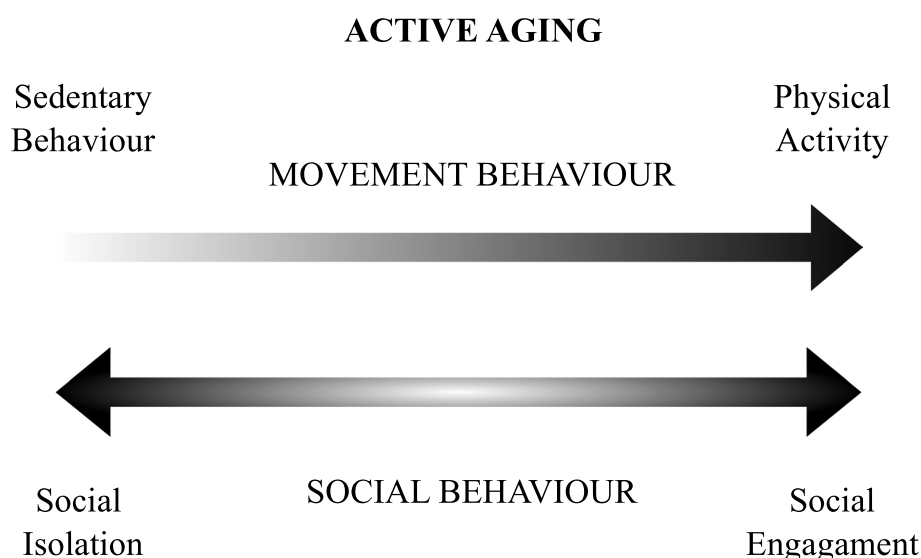 ACTIVE AGING
Sedentary
Behaviour
Physical
Activity
MOVEMENT BEHAVIOUR
SOCIAL BEHAVIOUR
Social
Isolation
Social
Engagament